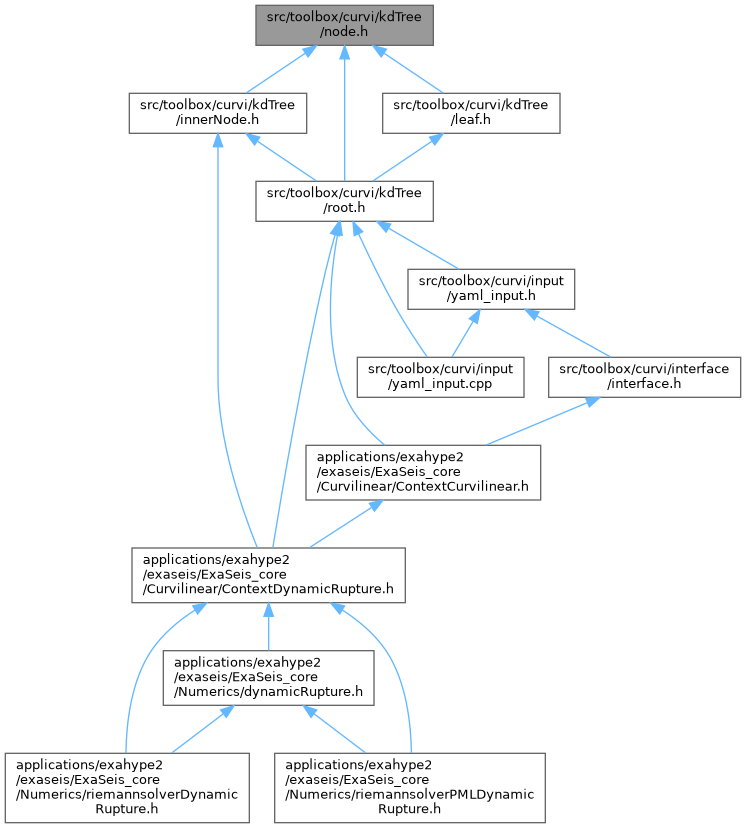 src/toolbox/curvi/kdTree
/node.h
src/toolbox/curvi/kdTree
/innerNode.h
src/toolbox/curvi/kdTree
/leaf.h
src/toolbox/curvi/kdTree
/root.h
src/toolbox/curvi/input
/yaml_input.h
src/toolbox/curvi/input
/yaml_input.cpp
src/toolbox/curvi/interface
/interface.h
applications/exahype2
/exaseis/ExaSeis_core
/Curvilinear/ContextCurvilinear.h
applications/exahype2
/exaseis/ExaSeis_core
/Curvilinear/ContextDynamicRupture.h
applications/exahype2
/exaseis/ExaSeis_core
/Numerics/dynamicRupture.h
applications/exahype2
/exaseis/ExaSeis_core
/Numerics/riemannsolverDynamic
Rupture.h
applications/exahype2
/exaseis/ExaSeis_core
/Numerics/riemannsolverPMLDynamic
Rupture.h